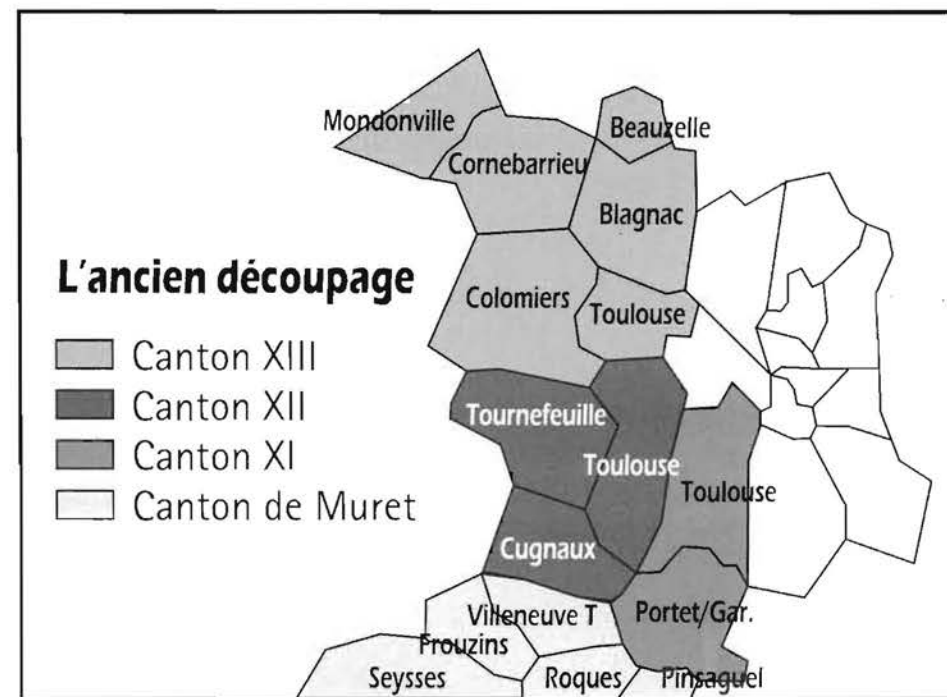 Mondonville
Beauzelle
Cornebarrieu
Blagnac
L'ancien découpage
Colomiers
Toulouse
Canton XIII
Canton XII
Canton XI
Canton de Muret
Tournefeuille
Toulouse
Toulouse
Cugnaux
Villeneuve T
Portet/Gar.
Frouzins
Seysses
Roques
Pinsaguel